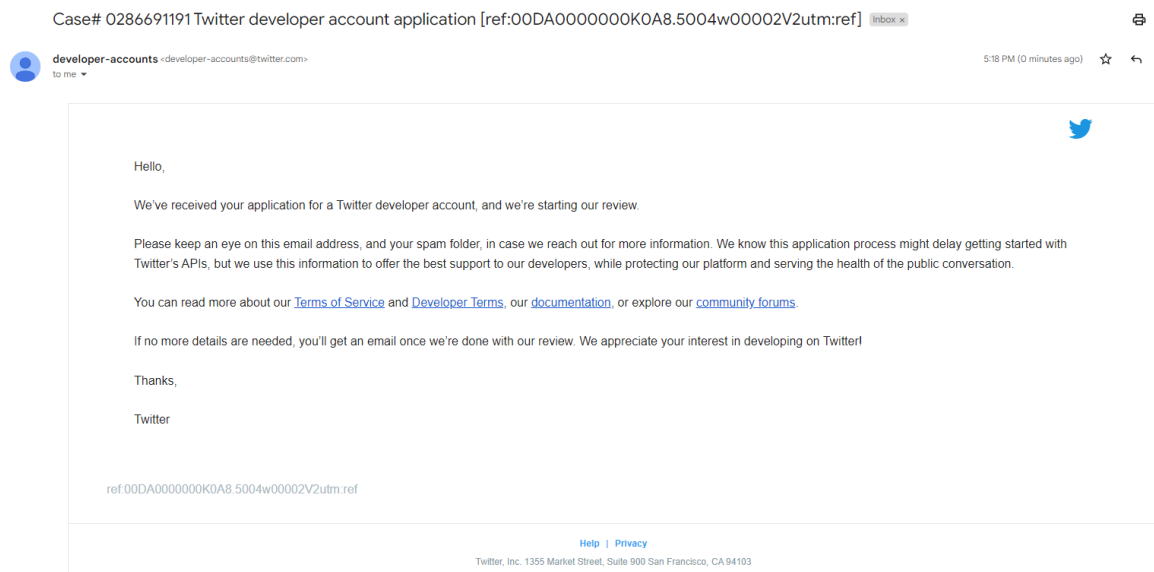 Case# 0286691191 Twitter developer account application [ref:00DA0000000K0A8.5004w00002V2utm:ref] Inbox ×
developer-accounts <developer-accounts@twitter.com> 5:18 PM (0 minutes ago)
to me
Hello,
We’ve received your application for a Twitter developer account, and we’re starting our review.
Please keep an eye on this email address, and your spam folder, in case we reach out for more information. We know this application process might delay getting started with
Twitter’s APIs, but we use this information to offer the best support to our developers, while protecting our platform and serving the health of the public conversation.
You can read more about our Terms of Service and Developer Terms, our documentation, or explore our community forums.
If no more details are needed, you’ll get an email once we’re done with our review. We appreciate your interest in developing on Twitter!
Thanks,
Twitter
ref:00DA0000000K0A8.5004w00002V2utm:ref
Help | Privacy
Twitter, Inc. 1355 Market Street, Suite 900 San Francisco, CA 94103